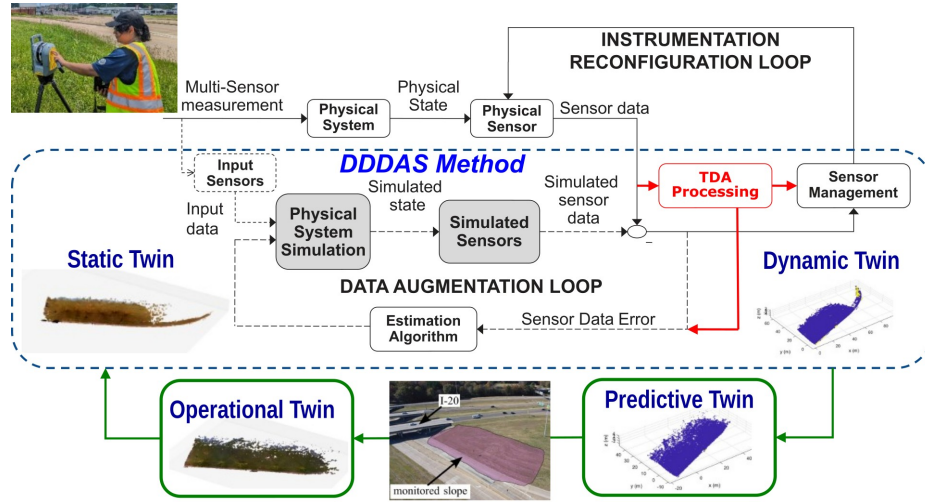 INSTRUMENTATION
RECONFIGURATION LOOP
Multi-Sensor
measurement
Physical
State
Sensor data
Physical
System
Physical
Sensor
DDDAS Method
Input
Sensors
Simulated
state
Simulated
sensor
data
TDA
Processing
Sensor
Management
Input
data
Physical
System
Simulation
Simulated
Sensors
–
Static Twin
Dynamic Twin
DATA AUGMENTATION LOOP
Estimation
Algorithm
Sensor Data Error
Operational Twin
I-20
monitored slope
Predictive Twin
z (m)
y (m)
x (m)
z (m)
y (m)
x (m)